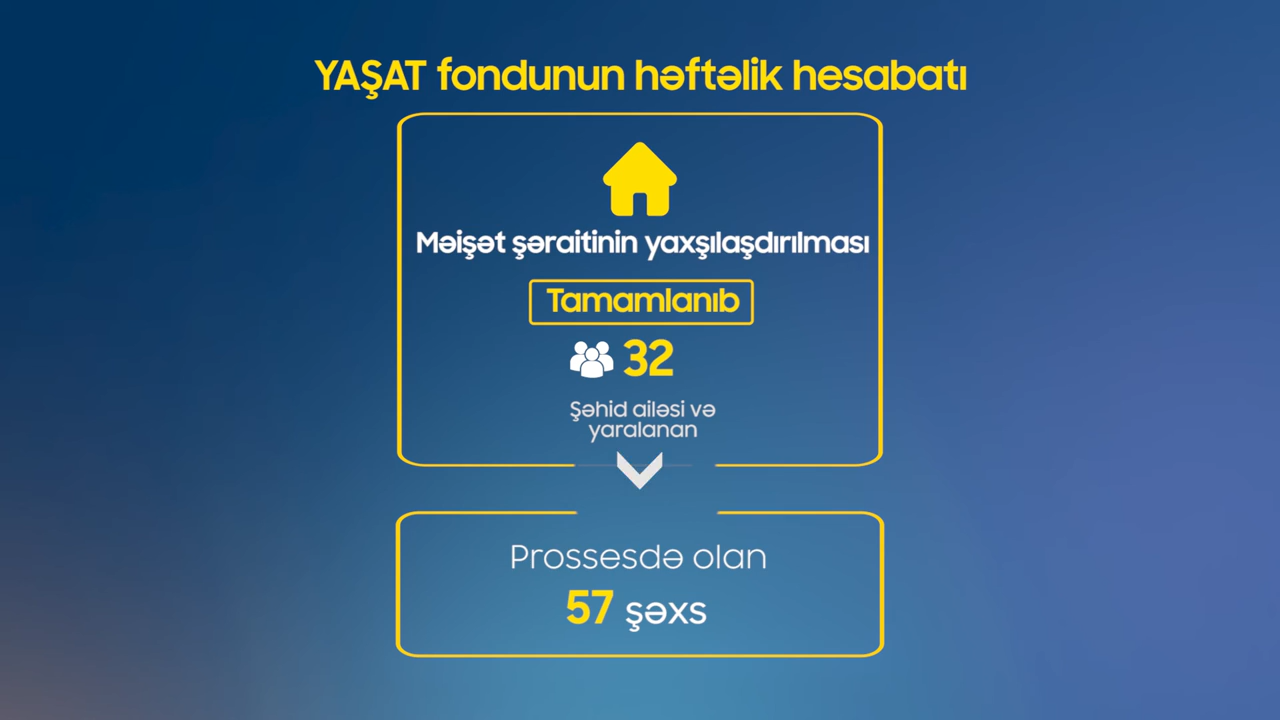 YAŞAT fondunun həftəlik hesabatı
Məişət şəraitinin yaxşılaşdırılması
Tamamlanıb
32
Şəhid ailəsi və
yaralanan
Prossesdə olan
57 şəxs